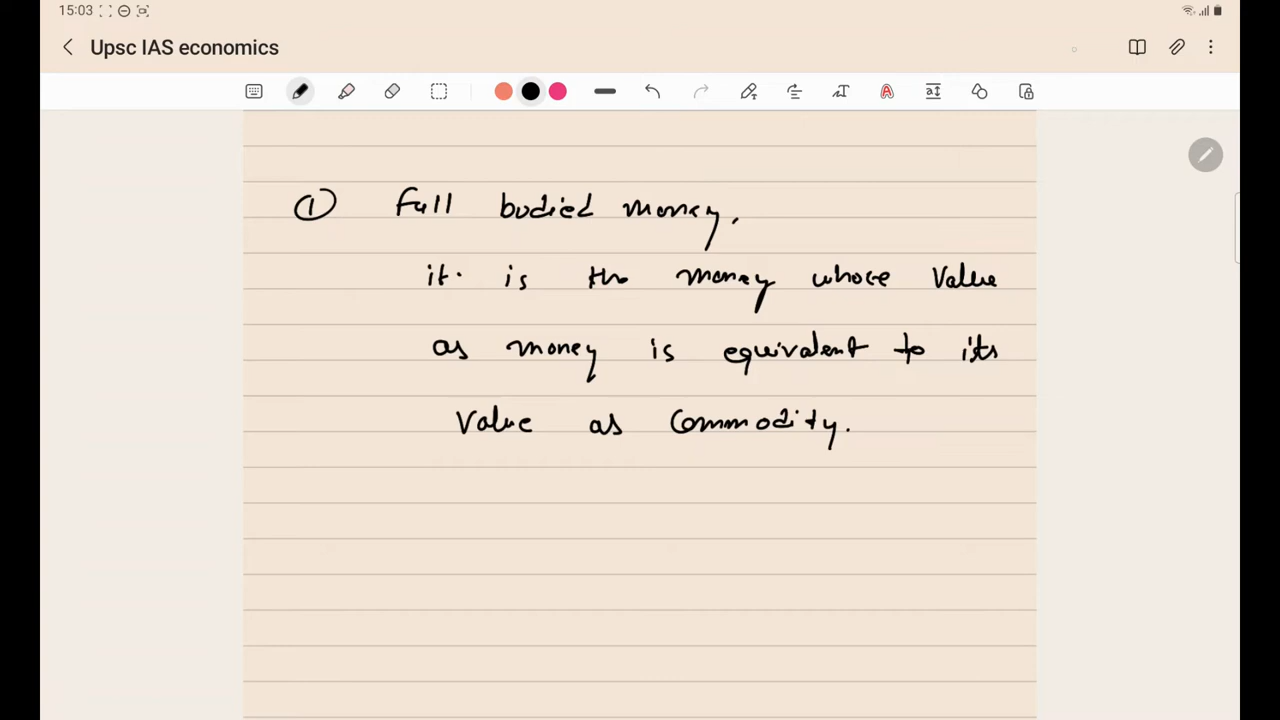 15:03
Upsc IAS economics
① Full bodied money.
it. is the money whose value
as money is equivalent to its
value as commodity.